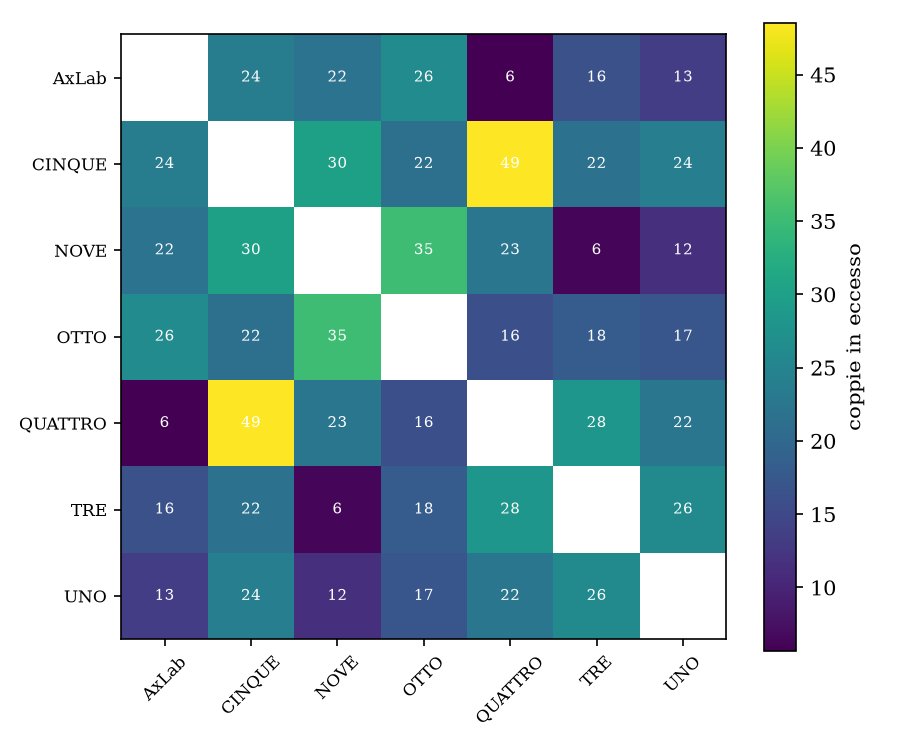 AxLab 24 22 26 6 16 13
CINQUE 24 30 22 49 22 24
NOVE 22 30 35 23 6 12
OTTO 26 22 35 16 18 17
QUATTRO 6 49 23 16 28 22
TRE 16 22 6 18 28 26
UNO 13 24 12 17 22 26
AxLab CINQUE NOVE OTTO QUATTRO TRE UNO
45
40
35
30
25
20
15
10
coppie in eccesso